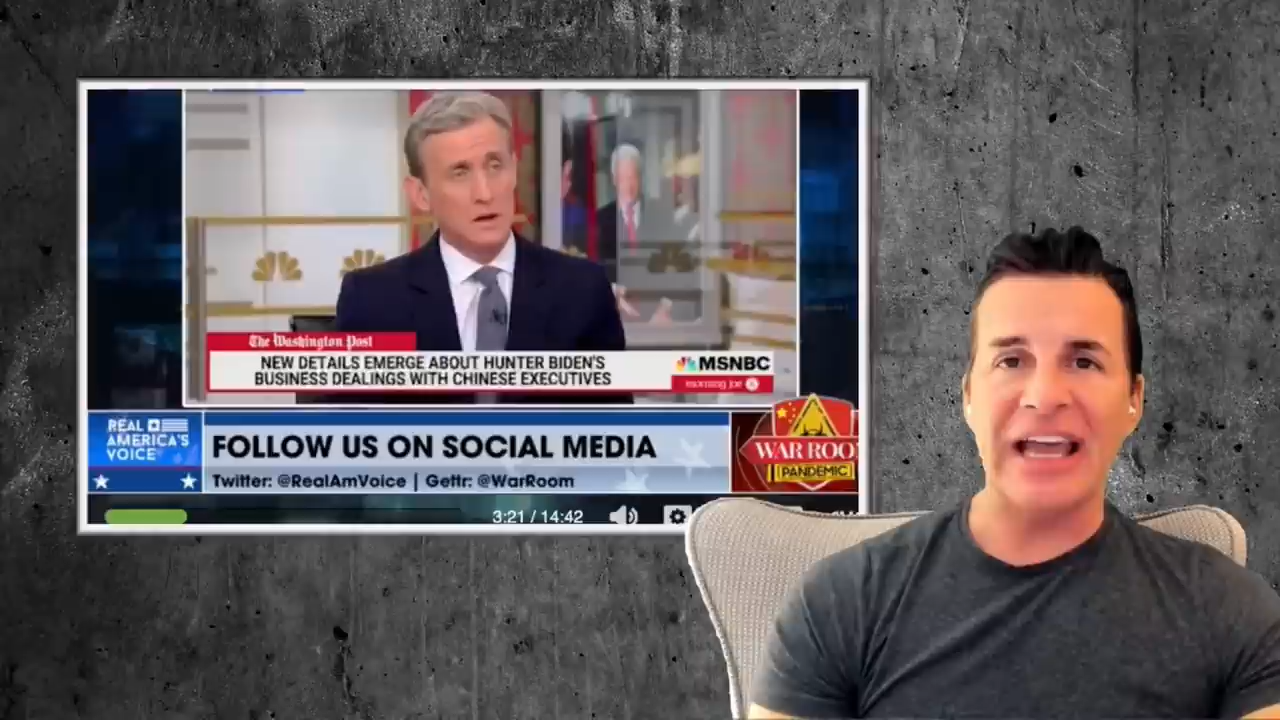 The Washington Post
NEW DETAILS EMERGE ABOUT HUNTER BIDEN'S
BUSINESS DEALINGS WITH CHINESE EXECUTIVES
MSNBC
morning joe
REAL
AMERICA'S
VOICE
FOLLOW US ON SOCIAL MEDIA
Twitter: @RealAmVoice | Gettr: @WarRoom
WAR ROO
PANDEMIC
3:21 / 14:42